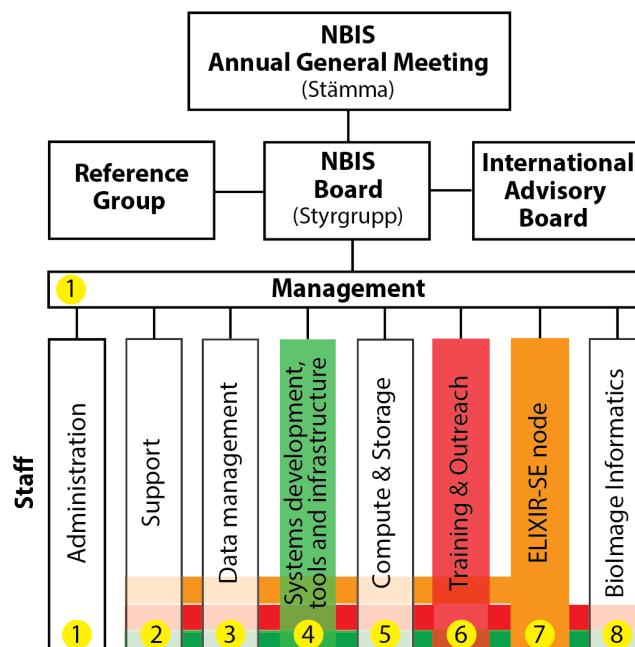 NBIS
Annual General Meeting
(Stämma)
Reference
Group
NBIS
Board
(Styrgrupp)
International
Advisory
Board
1
Management
Staff
Administration
Support
Data management
Systems development,
tools and infrastructure
Compute & Storage
Training & Outreach
ELIXIR-SE node
BioImage Informatics
1
2
3
4
5
6
7
8